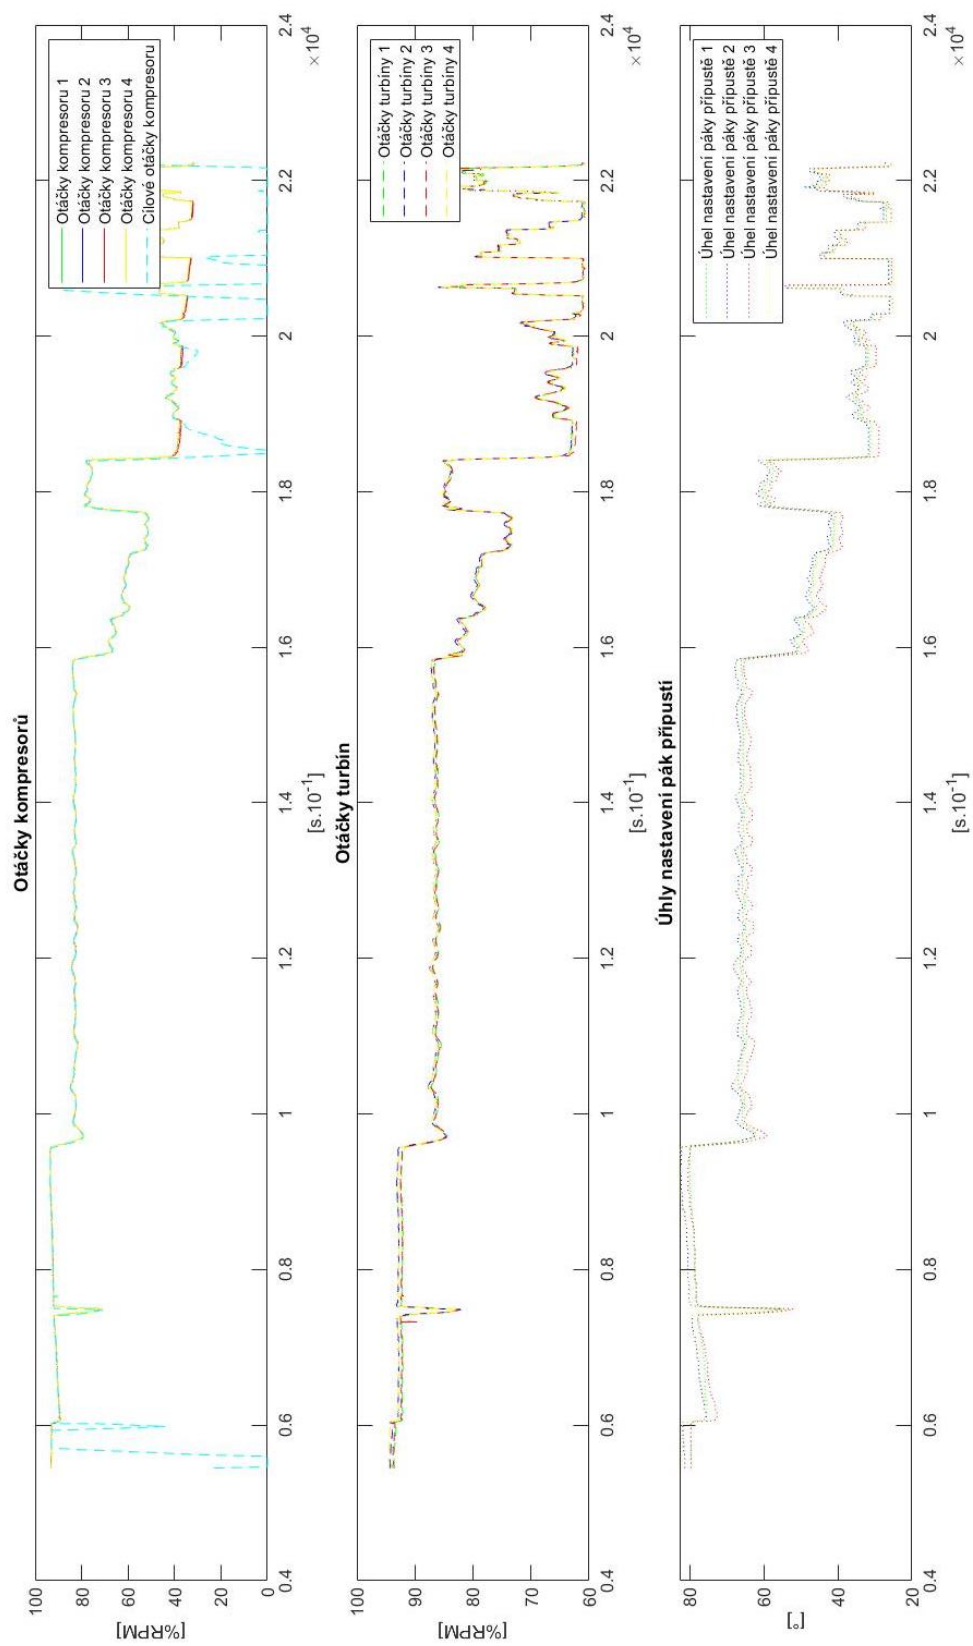 Otáčky kompresorů
100
80
60
40
20
0
[%RPM]
0.4
0.6
0.8
1
1.2
1.4
1.6
1.8
2
2.2
2.4
×10⁴
[s.10⁻¹]
Otáčky kompresoru 1
Otáčky kompresoru 2
Otáčky kompresoru 3
Otáčky kompresoru 4
Cílové otáčky kompresoru
Otáčky turbín
100
90
80
70
60
[%RPM]
0.4
0.6
0.8
1
1.2
1.4
1.6
1.8
2
2.2
2.4
×10⁴
[s.10⁻¹]
Otáčky turbíny 1
Otáčky turbíny 2
Otáčky turbíny 3
Otáčky turbíny 4
Úhly nastavení pák přípustí
80
60
40
20
[°]
0.4
0.6
0.8
1
1.2
1.4
1.6
1.8
2
2.2
2.4
×10⁴
[s.10⁻¹]
Úhel nastavení páky přípustě 1
Úhel nastavení páky přípustě 2
Úhel nastavení páky přípustě 3
Úhel nastavení páky přípustě 4